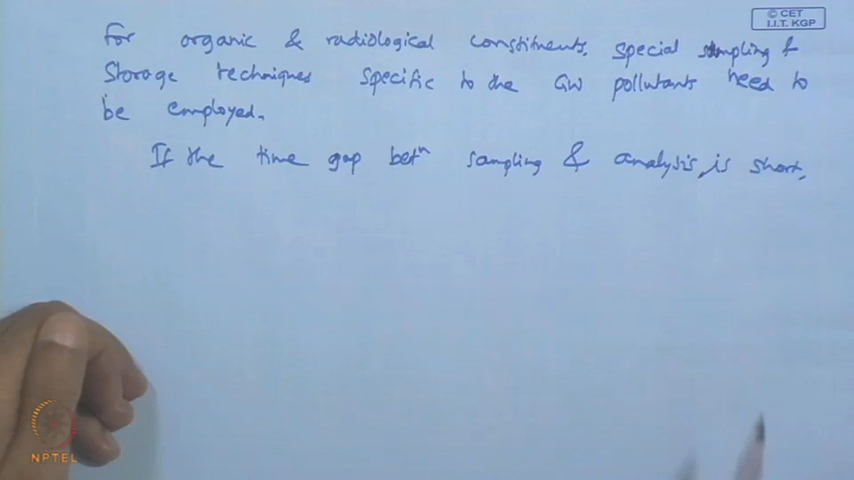 © CET
I.I.T. KGP
For organic & radiological constituents, special sampling &
storage techniques specific to the GW pollutants need to
be employed.
If the time gap betn sampling & analysis, is short,
NPTEL